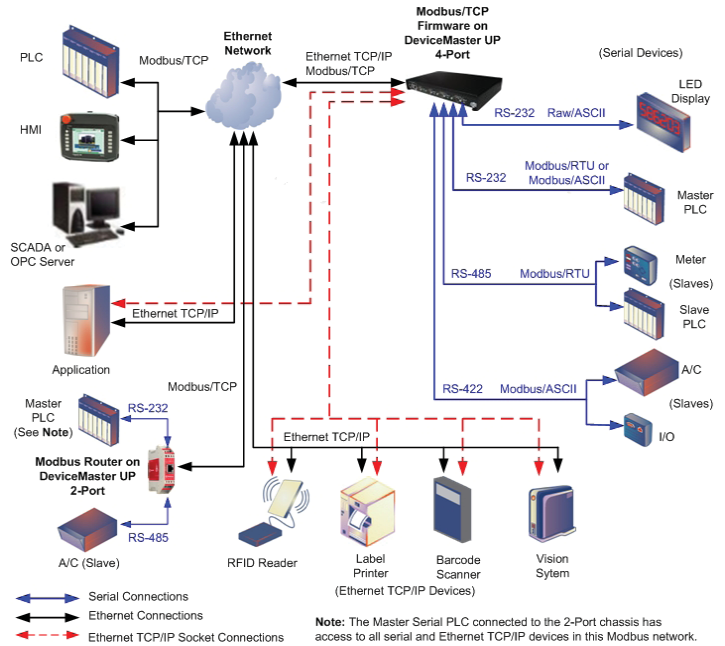 Modbus/TCP
Firmware on
DeviceMaster UP
4-Port
Ethernet
Network
PLC
Modbus/TCP
Ethernet TCP/IP
Modbus/TCP
(Serial Devices)
LED
Display
586203
RS-232 Raw/ASCII
HMI
Modbus/RTU or
Modbus/ASCII
RS-232
Master
PLC
SCADA or
OPC Server
RS-485 Modbus/RTU
Meter
(Slaves)
Slave
PLC
Ethernet TCP/IP
Application
Modbus/TCP
RS-422 Modbus/ASCII
A/C
(Slaves)
I/O
Master
PLC
(See Note)
RS-232
Ethernet TCP/IP
Modbus Router on
DeviceMaster UP
2-Port
RS-485
A/C (Slave)
RFID Reader
Label
Printer
Barcode
Scanner
Vision
Sytem
(Ethernet TCP/IP Devices)
Serial Connections
Ethernet Connections
Ethernet TCP/IP Socket Connections
Note: The Master Serial PLC connected to the 2-Port chassis has
access to all serial and Ethernet TCP/IP devices in this Modbus network.